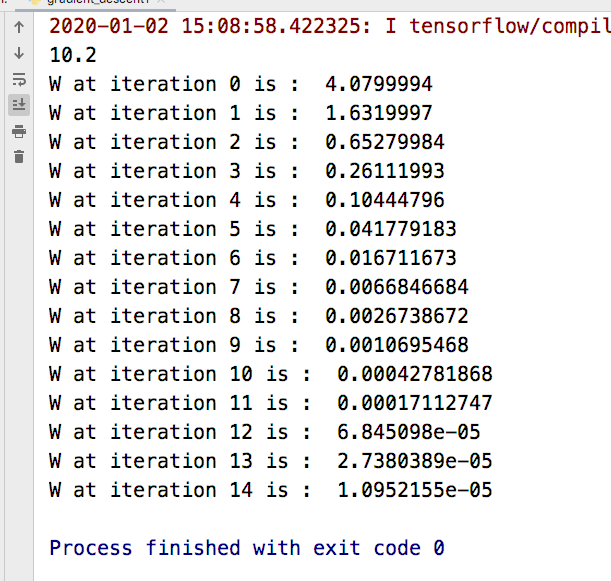 gradient_descent1
2020-01-02 15:08:58.422325: I tensorflow/compil
10.2
W at iteration 0 is :  4.0799994
W at iteration 1 is :  1.6319997
W at iteration 2 is :  0.65279984
W at iteration 3 is :  0.26111993
W at iteration 4 is :  0.10444796
W at iteration 5 is :  0.041779183
W at iteration 6 is :  0.016711673
W at iteration 7 is :  0.0066846684
W at iteration 8 is :  0.0026738672
W at iteration 9 is :  0.0010695468
W at iteration 10 is :  0.00042781868
W at iteration 11 is :  0.00017112747
W at iteration 12 is :  6.845098e-05
W at iteration 13 is :  2.7380389e-05
W at iteration 14 is :  1.0952155e-05
Process finished with exit code 0